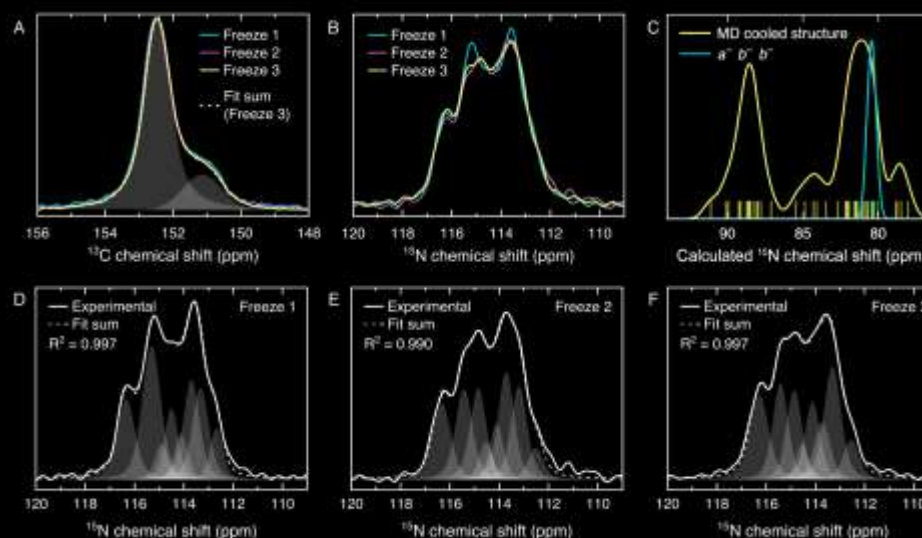 A
Freeze 1
Freeze 2
Freeze 3
Fit sum
(Freeze 3)
156 154 152 150 148
¹³C chemical shift (ppm)
B
Freeze 1
Freeze 2
Freeze 3
120 118 116 114 112 110
¹⁵N chemical shift (ppm)
C
MD cooled structure
a⁻ b⁻ b⁻
90 85 80
Calculated ¹⁵N chemical shift (ppm
D
Experimental Freeze 1
Fit sum
R² = 0.997
120 118 116 114 112 110
¹⁵N chemical shift (ppm)
E
Experimental Freeze 2
Fit sum
R² = 0.990
120 118 116 114 112 110
¹⁵N chemical shift (ppm)
F
Experimental Freeze
Fit sum
R² = 0.997
120 118 116 114 112 110
¹⁵N chemical shift (ppm)